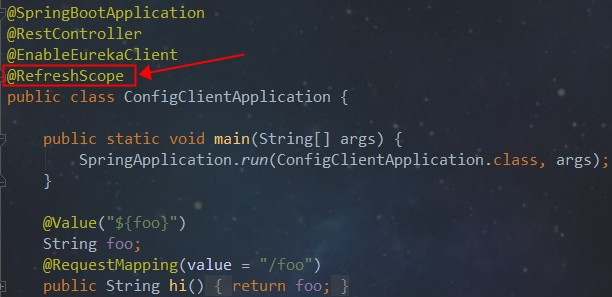 @SpringBootApplication
@RestController
@EnableEurekaClient
@RefreshScope
public class ConfigClientApplication {
public static void main(String[] args) {
SpringApplication.run(ConfigClientApplication.class, args);
}
@Value("${foo}")
String foo;
@RequestMapping(value = "/foo")
public String hi() { return foo; }